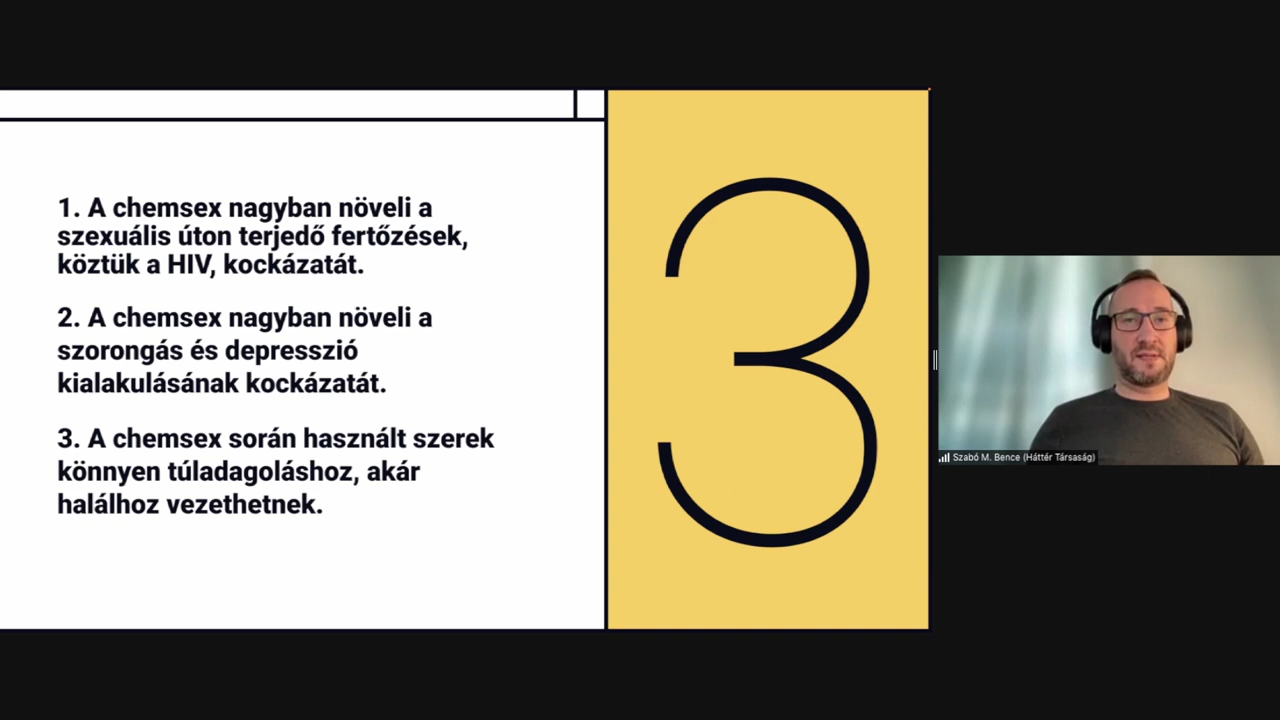 1. A chemsex nagyban növeli a
szexuális úton terjedő fertőzések,
köztük a HIV, kockázatát.
2. A chemsex nagyban növeli a
szorongás és depresszió
kialakulásának kockázatát.
3. A chemsex során használt szerek
könnyen túladagoláshoz, akár
halálhoz vezethetnek.
3
Szabó M. Bence (Háttér Társaság)